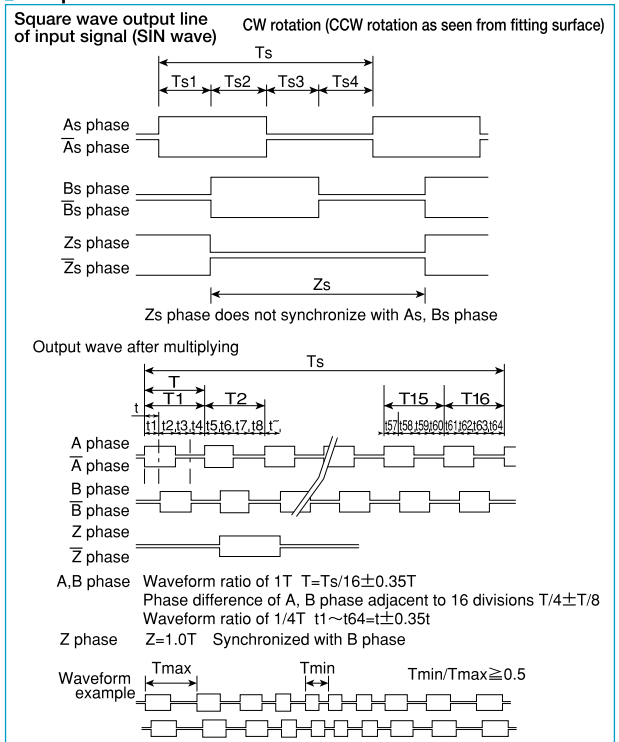 Square wave output line
of input signal (SIN wave)
CW rotation (CCW rotation as seen from fitting surface)
Ts
Ts1 Ts2 Ts3 Ts4
As phase
A̅s phase
Bs phase
B̅s phase
Zs phase
Z̅s phase
Zs
Zs phase does not synchronize with As, Bs phase
Output wave after multiplying
Ts
T
T1 T2 T15 T16
t
t1 t2,t3,t4 t5,t6,t7,t8 t~, t57 t58 t59 t60 t61 t62 t63 t64
A phase
A̅ phase
B phase
B̅ phase
Z phase
Z̅ phase
A,B phase Waveform ratio of 1T T=Ts/16±0.35T
Phase difference of A, B phase adjacent to 16 divisions T/4±T/8
Waveform ratio of 1/4T t1～t64=t±0.35t
Z phase Z=1.0T Synchronized with B phase
Waveform
example
Tmax Tmin Tmin/Tmax≧0.5